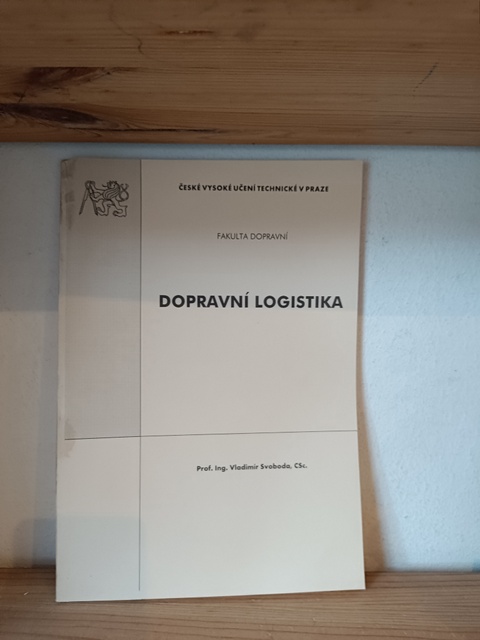 ČESKÉ VYSOKÉ UČENÍ TECHNICKÉ V PRAZE
FAKULTA DOPRAVNÍ
DOPRAVNÍ LOGISTIKA
Prof. Ing. Vladimír Svoboda, CSc.